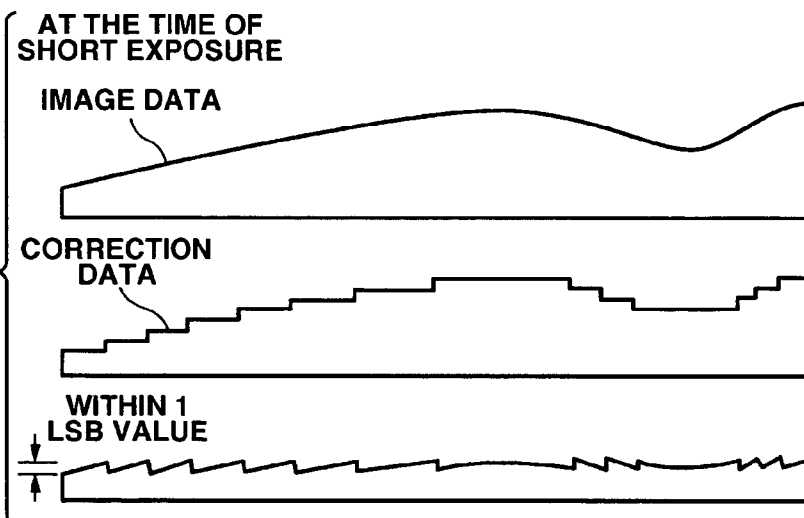 AT THE TIME OF
SHORT EXPOSURE
IMAGE DATA
CORRECTION
DATA
WITHIN 1
LSB VALUE